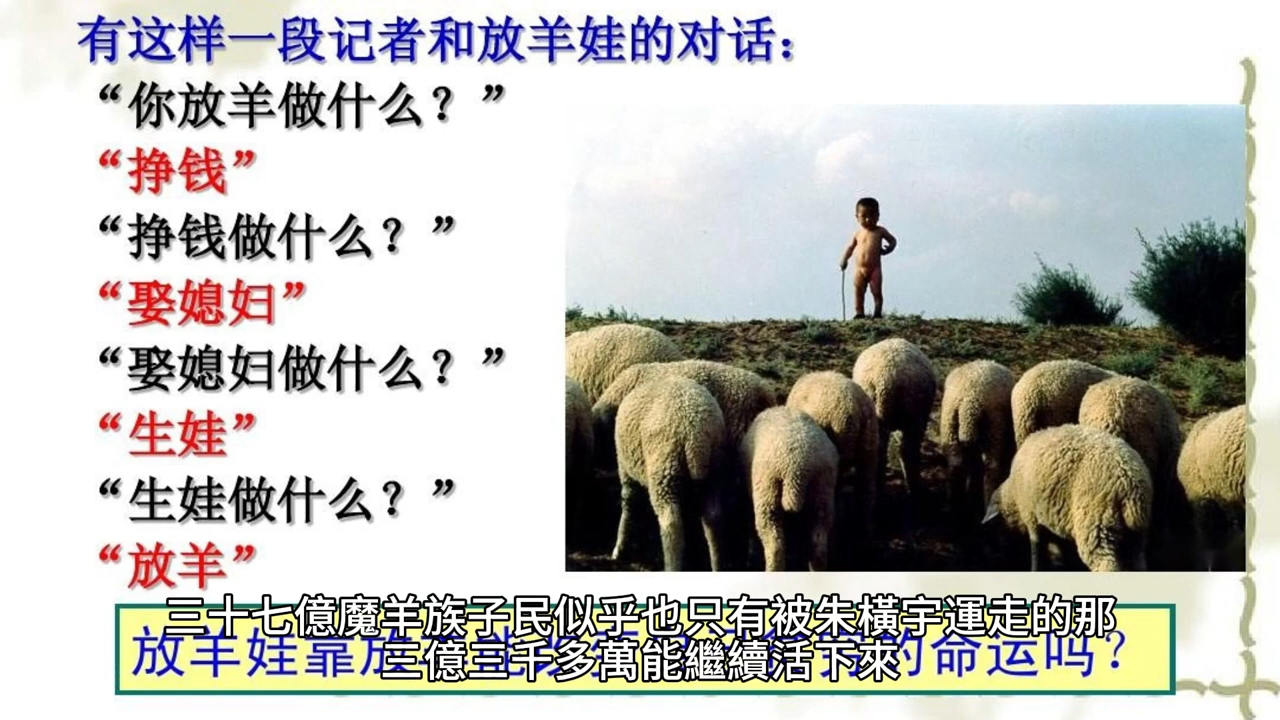 有这样一段记者和放羊娃的对话：
“你放羊做什么？”
“挣钱”
“挣钱做什么？”
“娶媳妇”
“娶媳妇做什么？”
“生娃”
“生娃做什么？”
“放羊”
三十七億魔羊族子民似乎也只有被朱橫宇運走的那
放羊娃靠放 的命运吗？
三億三千多萬能繼續活下來